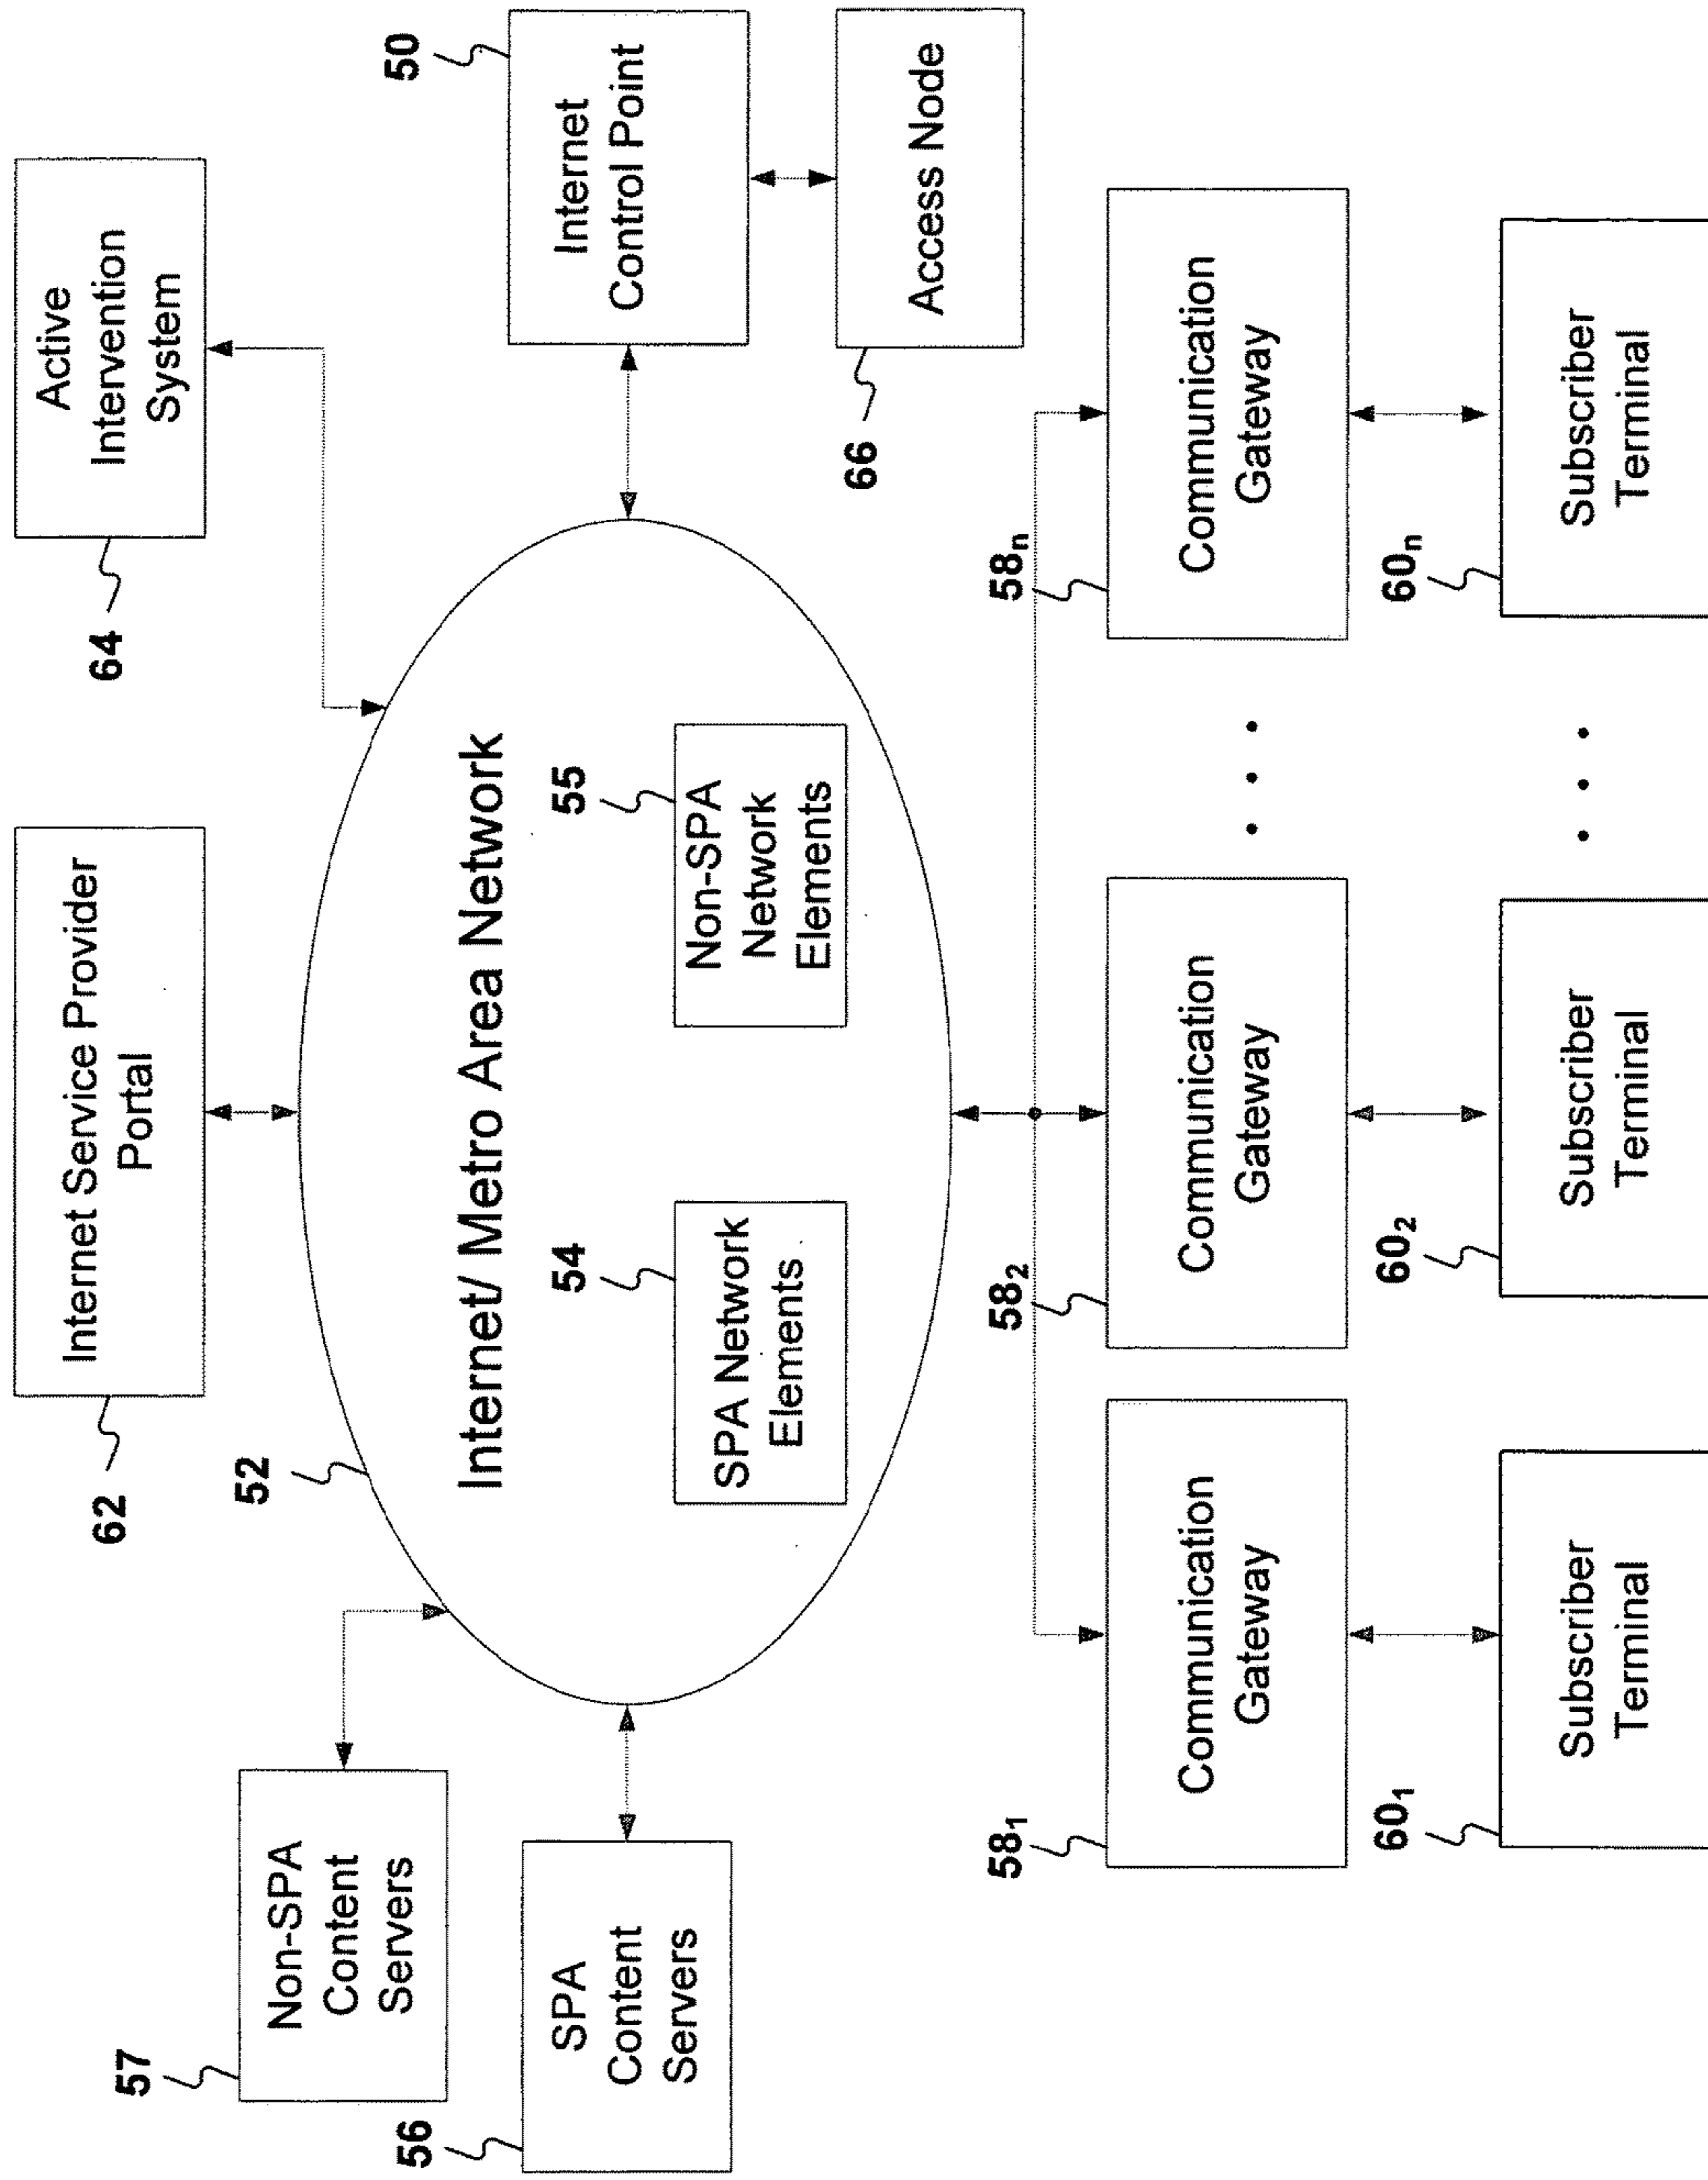 62
Internet Service Provider
Portal
64
Active
Intervention
System
57
Non-SPA
Content
Servers
52
Internet/ Metro Area Network
50
Internet
Control Point
56
SPA
Content
Servers
54
SPA Network
Elements
55
Non-SPA
Network
Elements
66
Access Node
58₁
Communication
Gateway
58₂
Communication
Gateway
• • •
58ₙ
Communication
Gateway
60₁
Subscriber
Terminal
60₂
Subscriber
Terminal
• • •
60ₙ
Subscriber
Terminal